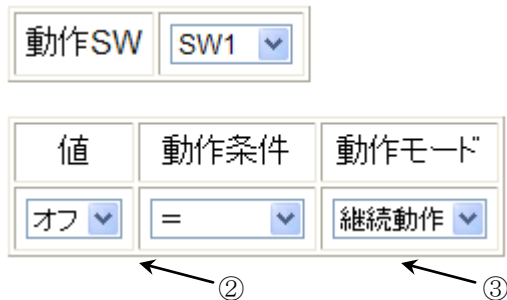 動作SW SW1
値 動作条件 動作モード
オフ = 継続動作
② ③